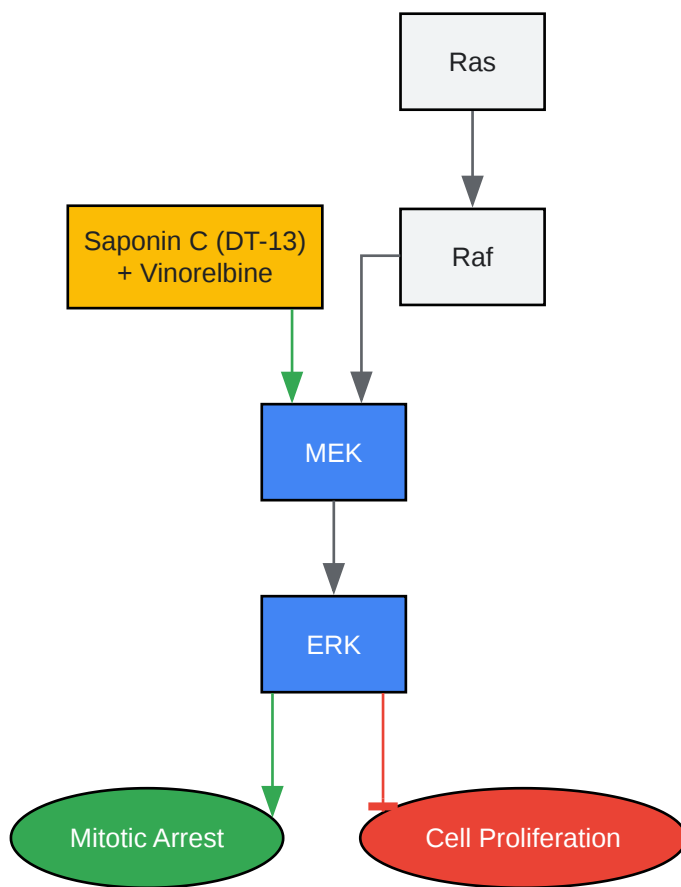 Ras
Saponin C (DT-13)
+ Vinorelbine
Raf
MEK
ERK
Mitotic Arrest
Cell Proliferation